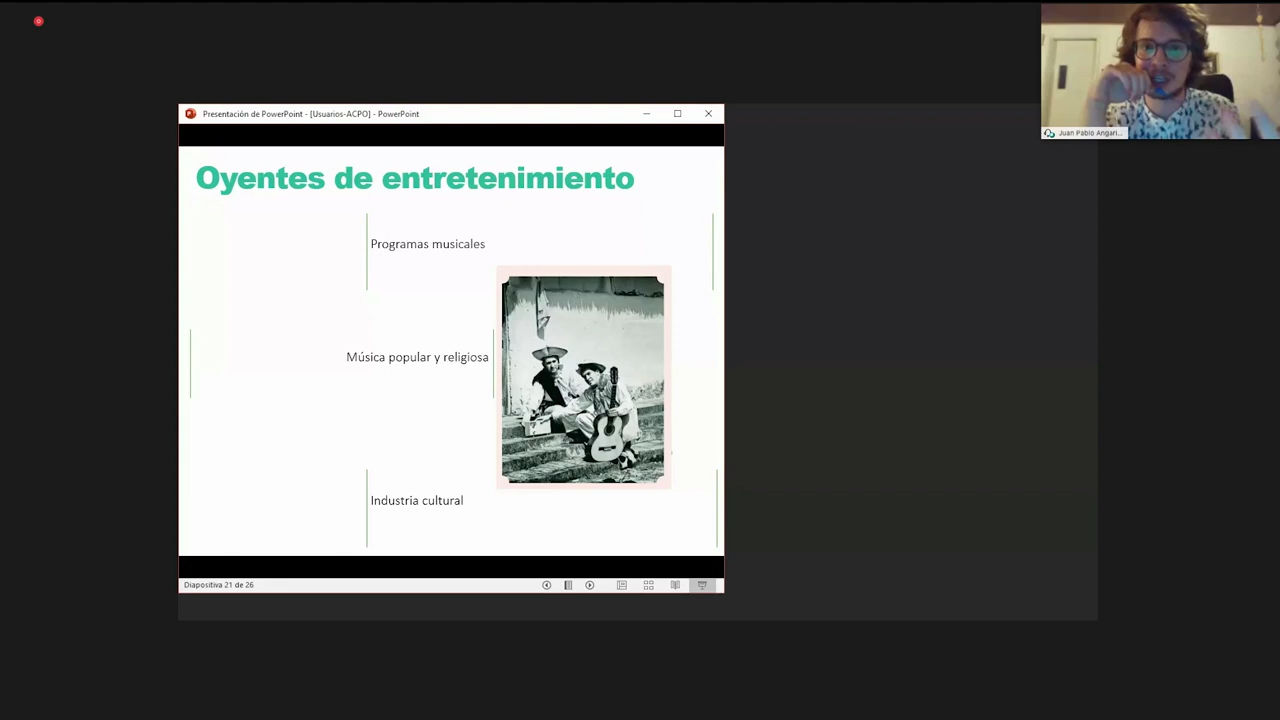 Presentación de PowerPoint - [Usuarios-ACPO] - PowerPoint
Oyentes de entretenimiento
Programas musicales
Música popular y religiosa
Industria cultural
Diapositiva 21 de 26
Juan Pablo Angari...